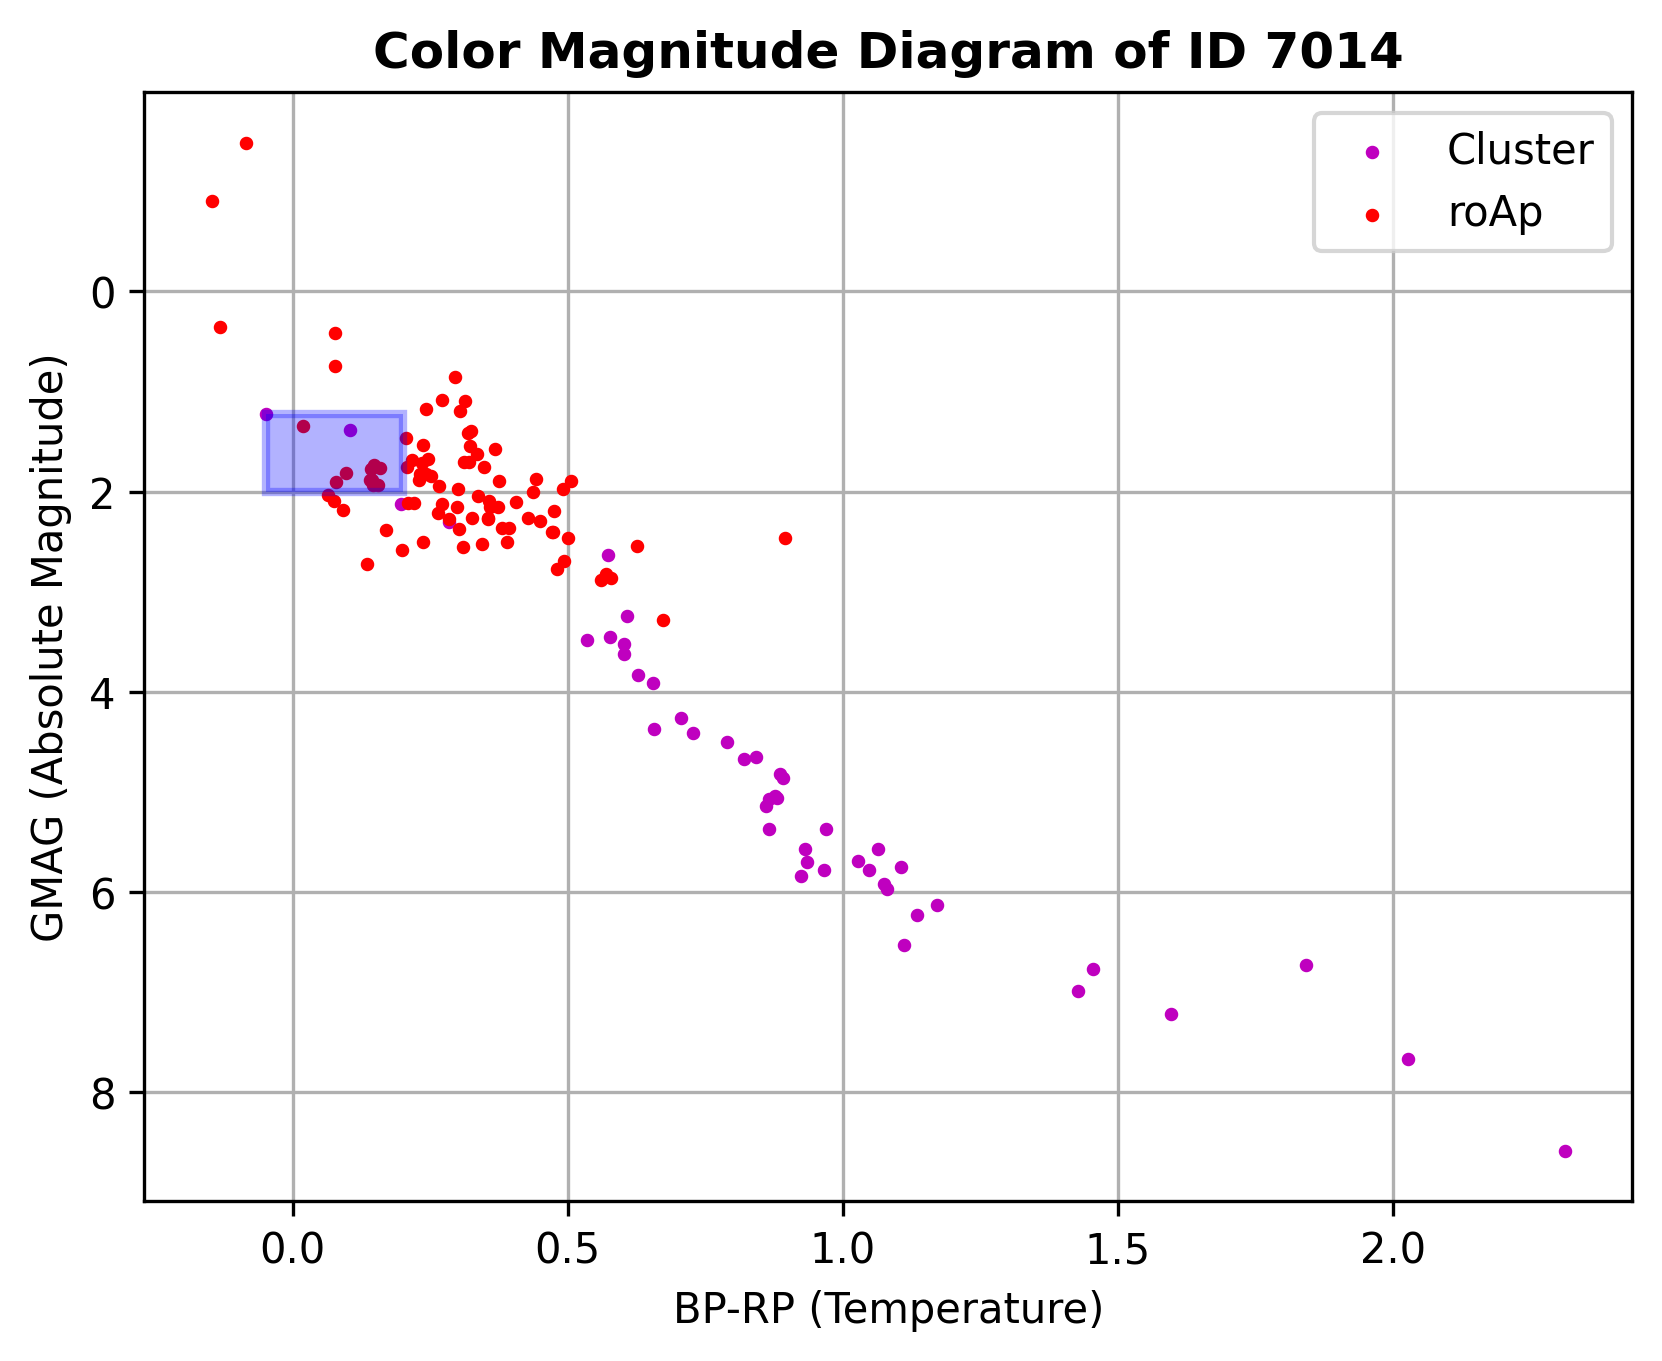 Color Magnitude Diagram of ID 7014
Cluster
roAp
GMAG (Absolute Magnitude)
0
2
4
6
8
0.0 0.5 1.0 1.5 2.0
BP-RP (Temperature)